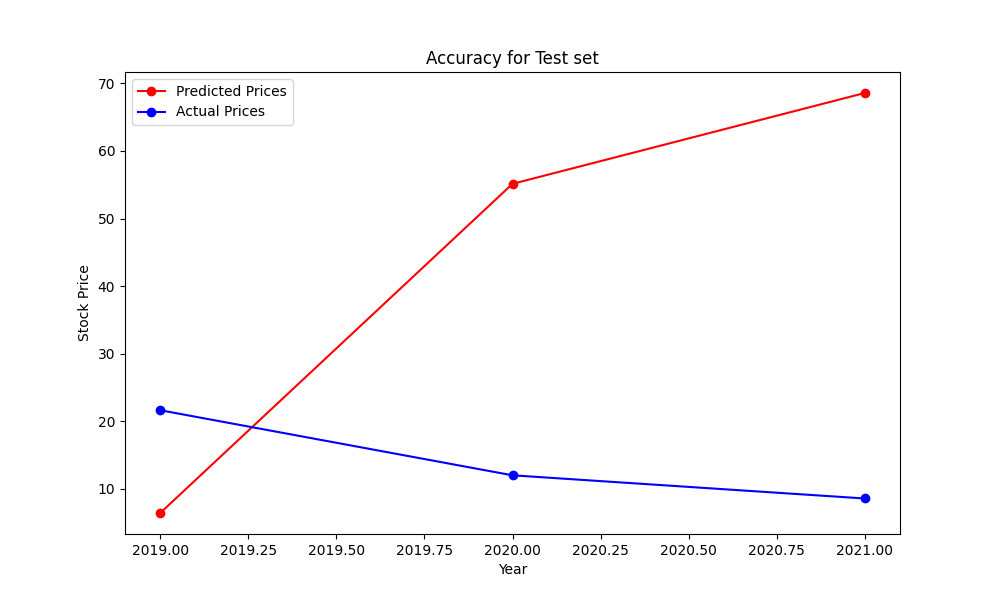 Accuracy for Test set
Predicted Prices
Actual Prices
Stock Price
70
60
50
40
30
20
10
2019.00 2019.25 2019.50 2019.75 2020.00 2020.25 2020.50 2020.75 2021.00
Year